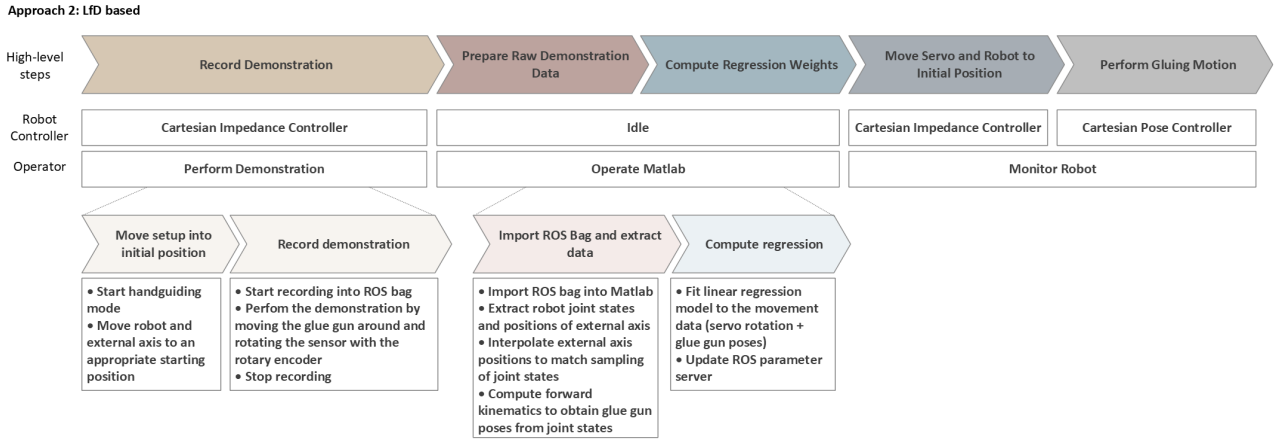 Approach 2: LfD based
High-level
steps
Record Demonstration
Prepare Raw Demonstration
Data
Compute Regression Weights
Move Servo and Robot to
Initial Position
Perform Gluing Motion
Robot
Controller
Cartesian Impedance Controller
Idle
Cartesian Impedance Controller
Cartesian Pose Controller
Operator
Perform Demonstration
Operate Matlab
Monitor Robot
Move setup into
initial position
Record demonstration
Import ROS Bag and extract
data
Compute regression
• Start handguiding
mode
• Move robot and
external axis to an
appropriate starting
position
• Start recording into ROS bag
• Perfom the demonstration by
moving the glue gun around and
rotating the sensor with the
rotary encoder
• Stop recording
• Import ROS bag into Matlab
• Extract robot joint states
and positions of external axis
• Interpolate external axis
positions to match sampling
of joint states
• Compute forward
kinematics to obtain glue gun
poses from joint states
• Fit linear regression
model to the movement
data (servo rotation +
glue gun poses)
• Update ROS parameter
server